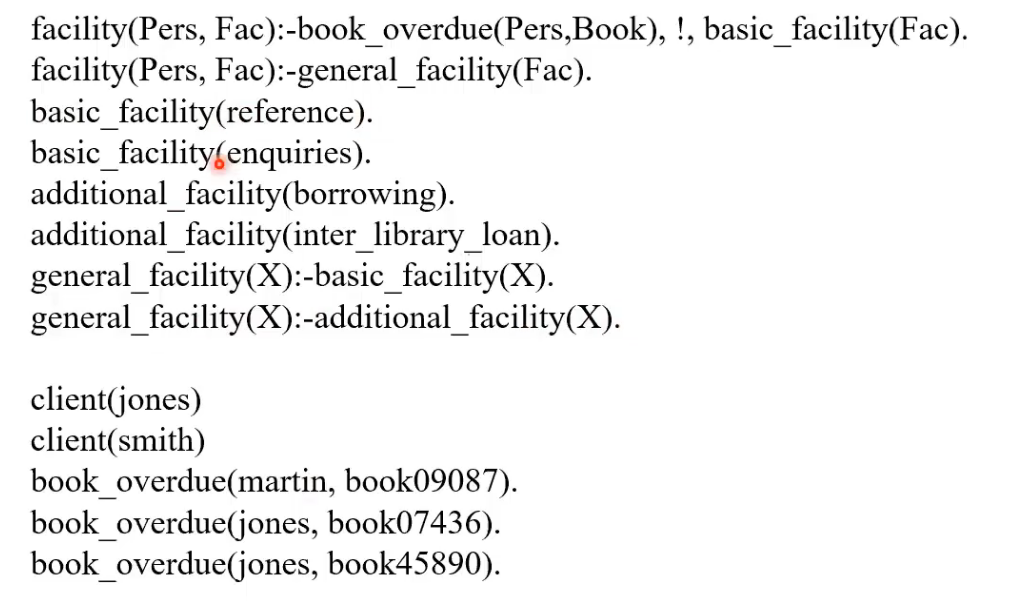 facility(Pers, Fac):-book_overdue(Pers,Book), !, basic_facility(Fac).
facility(Pers, Fac):-general_facility(Fac).
basic_facility(reference).
basic_facility(enquiries).
additional_facility(borrowing).
additional_facility(inter_library_loan).
general_facility(X):-basic_facility(X).
general_facility(X):-additional_facility(X).
client(jones)
client(smith)
book_overdue(martin, book09087).
book_overdue(jones, book07436).
book_overdue(jones, book45890).